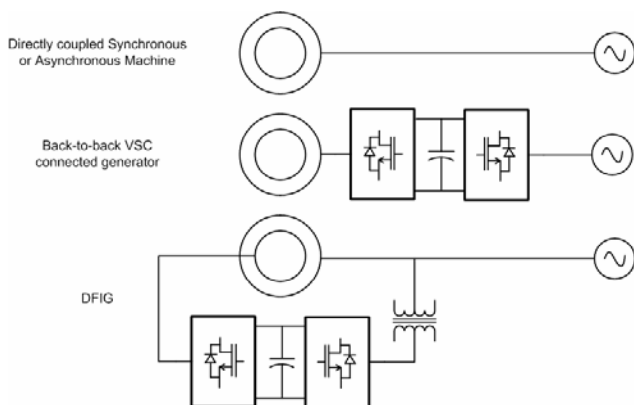 Directly coupled Synchronous
or Asynchronous Machine
Back-to-back VSC
connected generator
DFIG